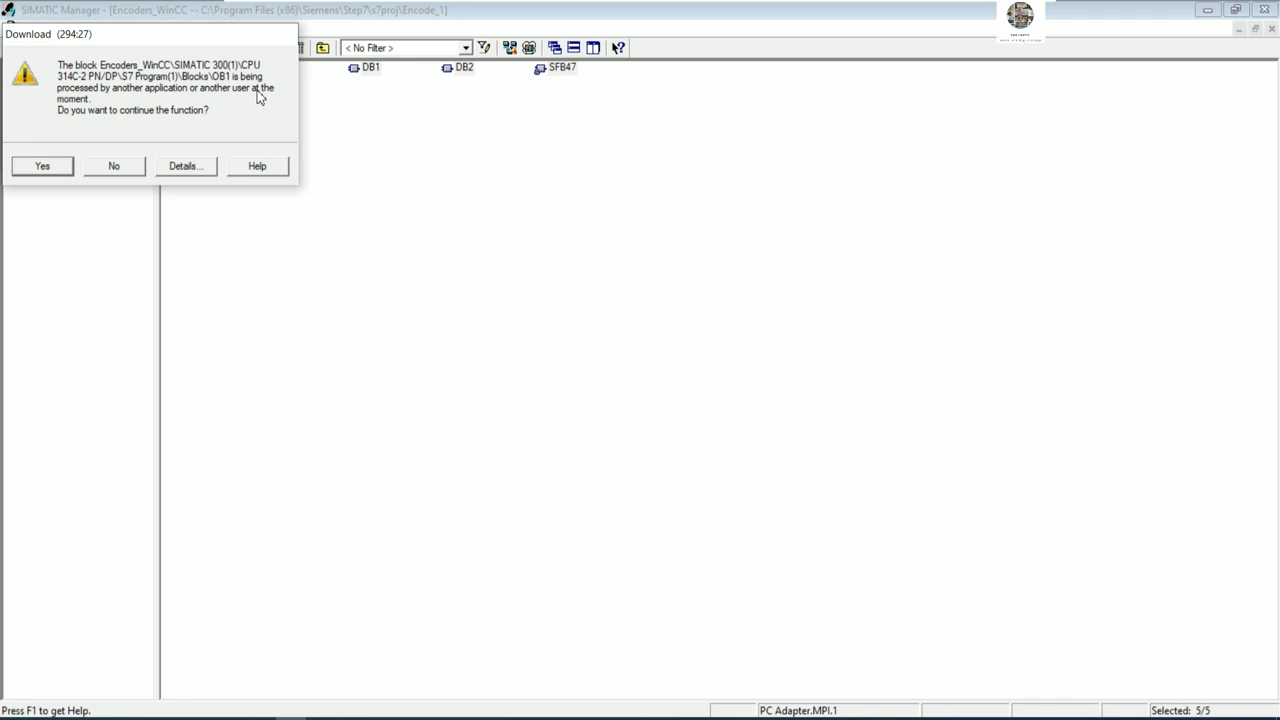 SIMATIC Manager - [Encoders_WinCC -- C:\Program Files (x86)\Siemens\Step7\s7proj\Encode_1]
Download (294:27)
The block Encoders_WinCC\SIMATIC 300(1)\CPU
314C-2 PN/DP\S7 Program(1)\Blocks\OB1 is being
processed by another application or another user at the
moment.
Do you want to continue the function?
Yes No Details... Help
< No Filter >
DB1 DB2 SFB47
Press F1 to get Help. PC Adapter.MPI.1 Selected: 5/5